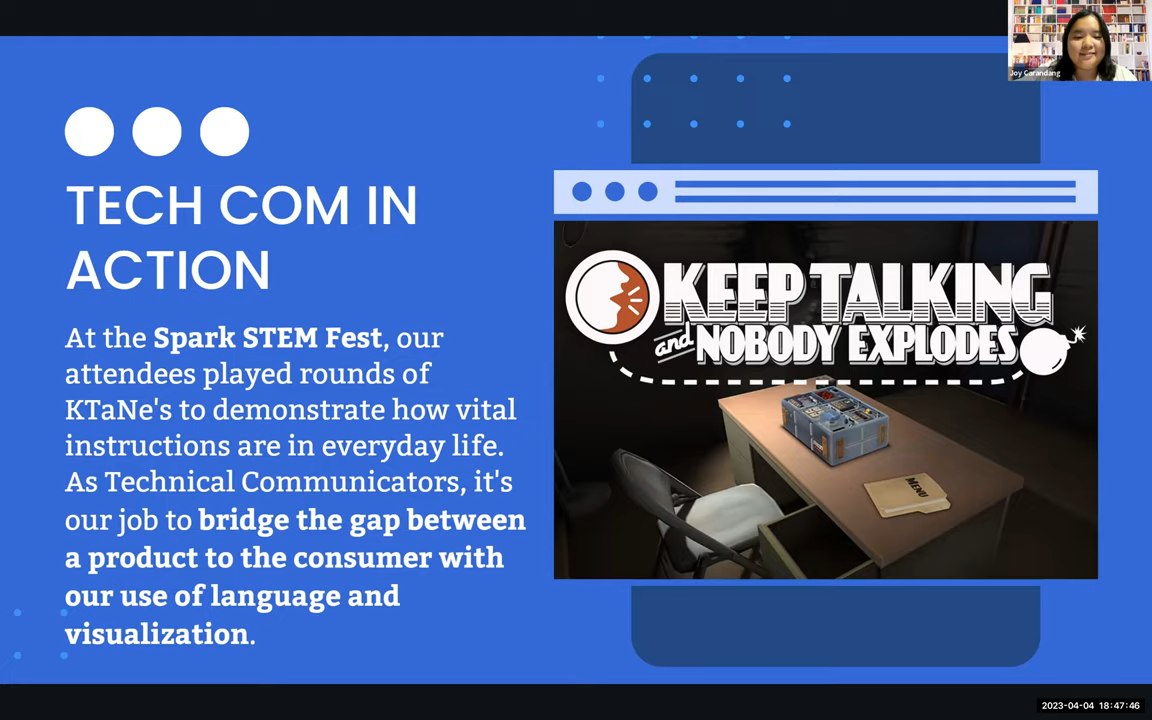 Joy Carandang
TECH COM IN
ACTION
At the Spark STEM Fest, our
attendees played rounds of
KTaNe's to demonstrate how vital
instructions are in everyday life.
As Technical Communicators, it's
our job to bridge the gap between
a product to the consumer with
our use of language and
visualization.
KEEP TALKING
and NOBODY EXPLODES
MENU
2023-04-04 18:47:46